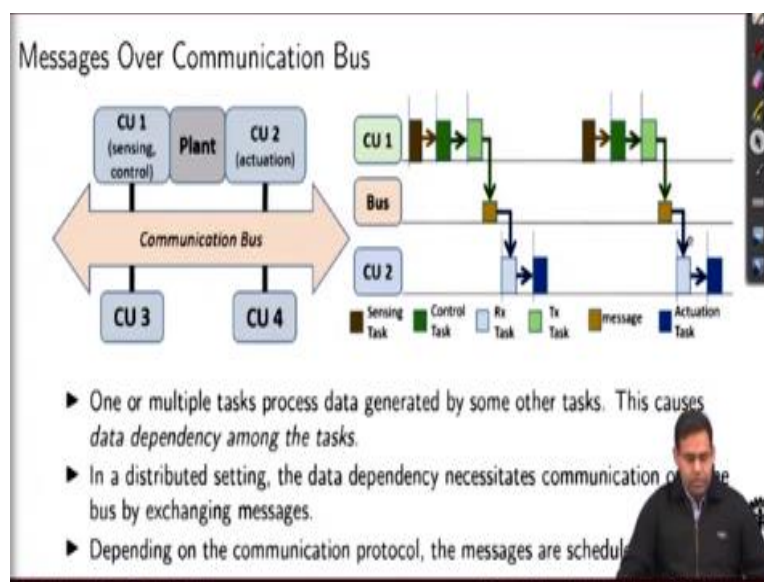 Messages Over Communication Bus
CU 1
(sensing,
control)
Plant
CU 2
(actuation)
Communication Bus
CU 3
CU 4
CU 1
Bus
CU 2
Sensing
Task
Control
Task
Rx
Task
Tx
Task
message
Actuation
Task
▶ One or multiple tasks process data generated by some other tasks. This causes
data dependency among the tasks.
▶ In a distributed setting, the data dependency necessitates communication
bus by exchanging messages.
▶ Depending on the communication protocol, the messages are